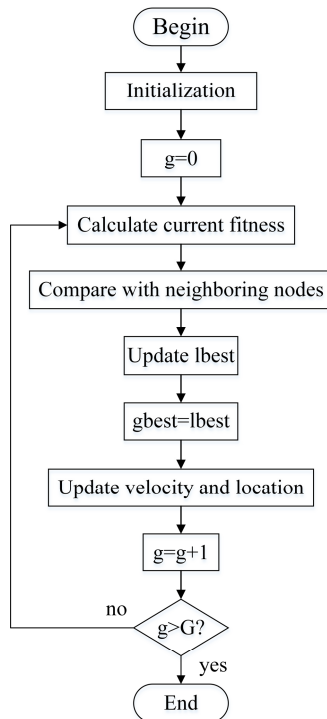 Begin
Initialization
g=0
Calculate current fitness
Compare with neighboring nodes
Update lbest
gbest=lbest
Update velocity and location
g=g+1
no
g>G?
yes
End